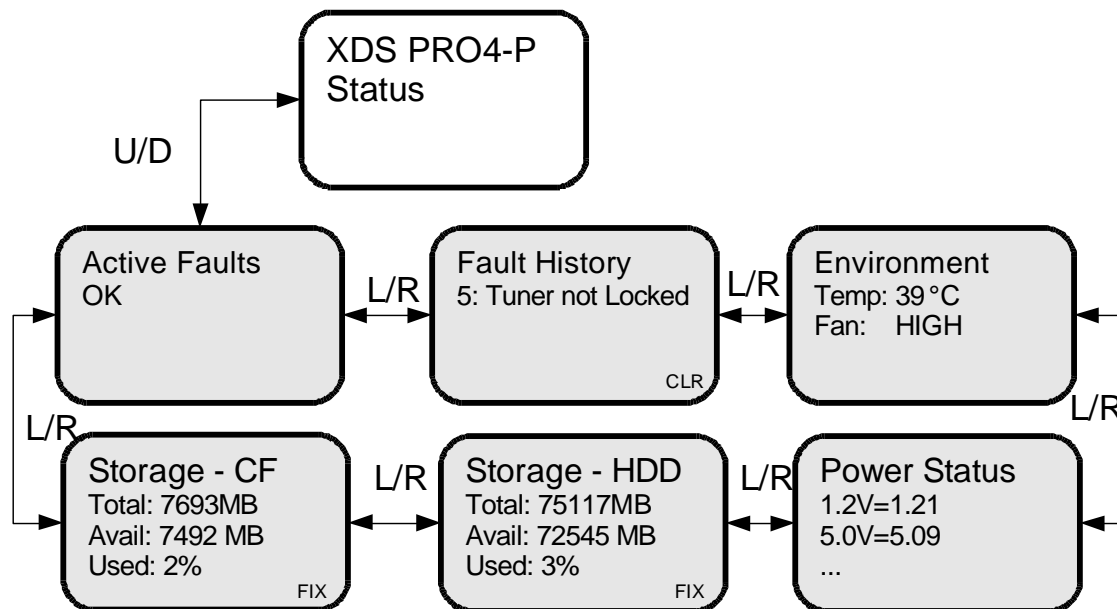 XDS PRO4-P
Status
U/D
Active Faults
OK
L/R
Fault History
5: Tuner not Locked
CLR
L/R
Environment
Temp: 39°C
Fan: HIGH
L/R
L/R
Storage - CF
Total: 7693MB
Avail: 7492 MB
Used: 2%
FIX
L/R
Storage - HDD
Total: 75117MB
Avail: 72545 MB
Used: 3%
FIX
L/R
Power Status
1.2V=1.21
5.0V=5.09
...